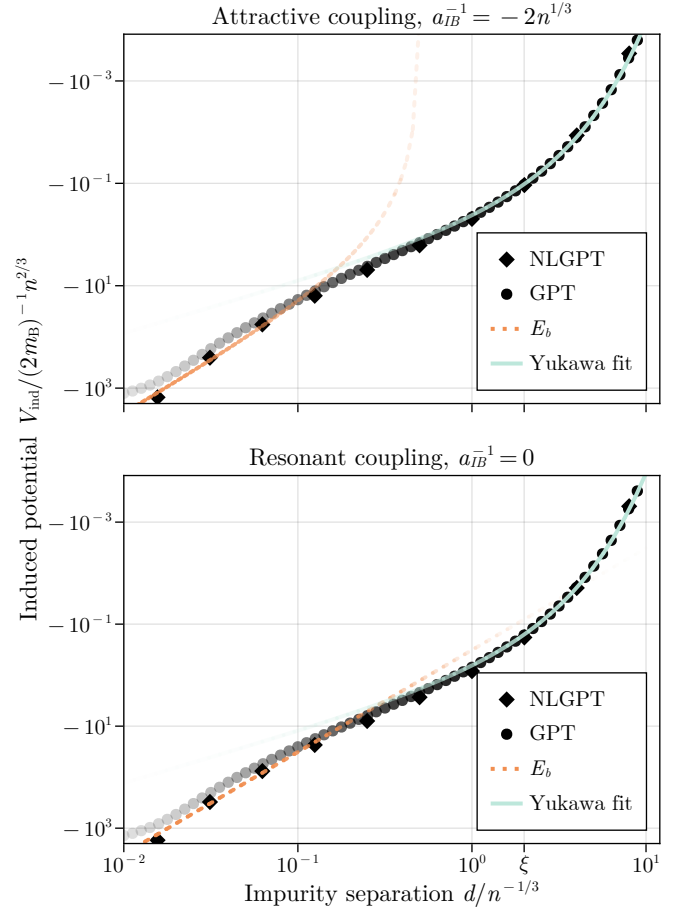 Attractive coupling, $a_{IB}^{-1} = -2n^{1/3}$
$-10^{-3}$
$-10^{-1}$
$-10^{1}$
$-10^{3}$
NLGPT
GPT
$E_b$
Yukawa fit
Induced potential $V_{\mathrm{ind}}/(2m_{\mathrm{B}})^{-1}n^{2/3}$
Resonant coupling, $a_{IB}^{-1} = 0$
$-10^{-3}$
$-10^{-1}$
$-10^{1}$
$-10^{3}$
NLGPT
GPT
$E_b$
Yukawa fit
$10^{-2}$ $10^{-1}$ $10^{0}$ $\xi$ $10^{1}$
Impurity separation $d/n^{-1/3}$